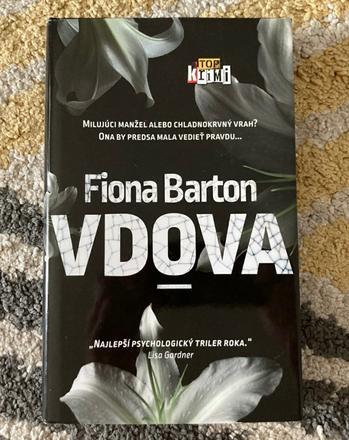 TOP
krimi
MILUJÚCI MANŽEL ALEBO CHLADNOKRVNÝ VRAH?
ONA BY PREDSA MALA VEDIEŤ PRAVDU...
Fiona Barton
VDOVA
„NAJLEPŠÍ PSYCHOLOGICKÝ TRILER ROKA.“
Lisa Gardner